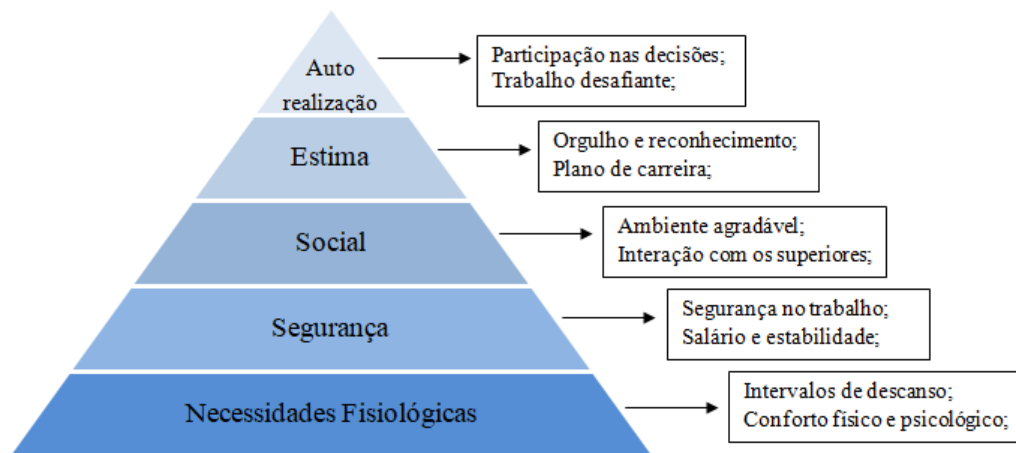 Auto
realização
Participação nas decisões;
Trabalho desafiante;
Estima
Orgulho e reconhecimento;
Plano de carreira;
Social
Ambiente agradável;
Interação com os superiores;
Segurança
Segurança no trabalho;
Salário e estabilidade;
Necessidades Fisiológicas
Intervalos de descanso;
Conforto físico e psicológico;